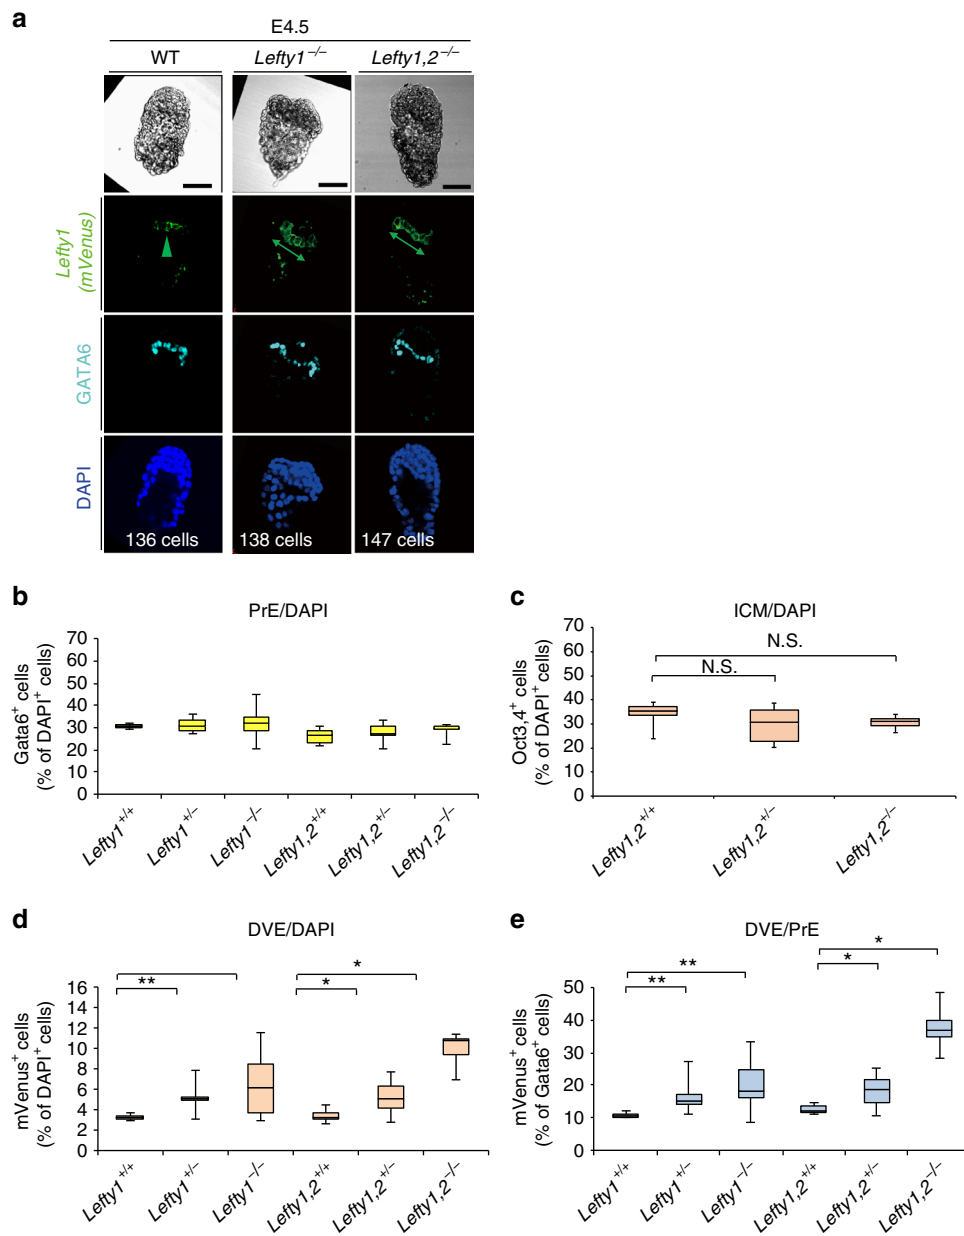 a
E4.5
WT
Lefty1⁻/⁻
Lefty1,2⁻/⁻
Lefty1
(mVenus)
GATA6
DAPI
136 cells
138 cells
147 cells
b
PrE/DAPI
Gata6⁺ cells
(% of DAPI⁺ cells)
70
60
50
40
30
20
10
0
Lefty1⁺/⁺
Lefty1⁺/⁻
Lefty1⁻/⁻
Lefty1,2⁺/⁺
Lefty1,2⁺/⁻
Lefty1,2⁻/⁻
c
ICM/DAPI
Oct3,4⁺ cells
(% of DAPI⁺ cells)
70
60
50
40
30
20
10
0
N.S.
N.S.
Lefty1,2⁺/⁺
Lefty1,2⁺/⁻
Lefty1,2⁻/⁻
d
DVE/DAPI
mVenus⁺ cells
(% of DAPI⁺ cells)
16
14
12
10
8
6
4
2
0
**
*
*
Lefty1⁺/⁺
Lefty1⁺/⁻
Lefty1⁻/⁻
Lefty1,2⁺/⁺
Lefty1,2⁺/⁻
Lefty1,2⁻/⁻
e
DVE/PrE
mVenus⁺ cells
(% of Gata6⁺ cells)
50
40
30
20
10
0
**
**
*
*
Lefty1⁺/⁺
Lefty1⁺/⁻
Lefty1⁻/⁻
Lefty1,2⁺/⁺
Lefty1,2⁺/⁻
Lefty1,2⁻/⁻